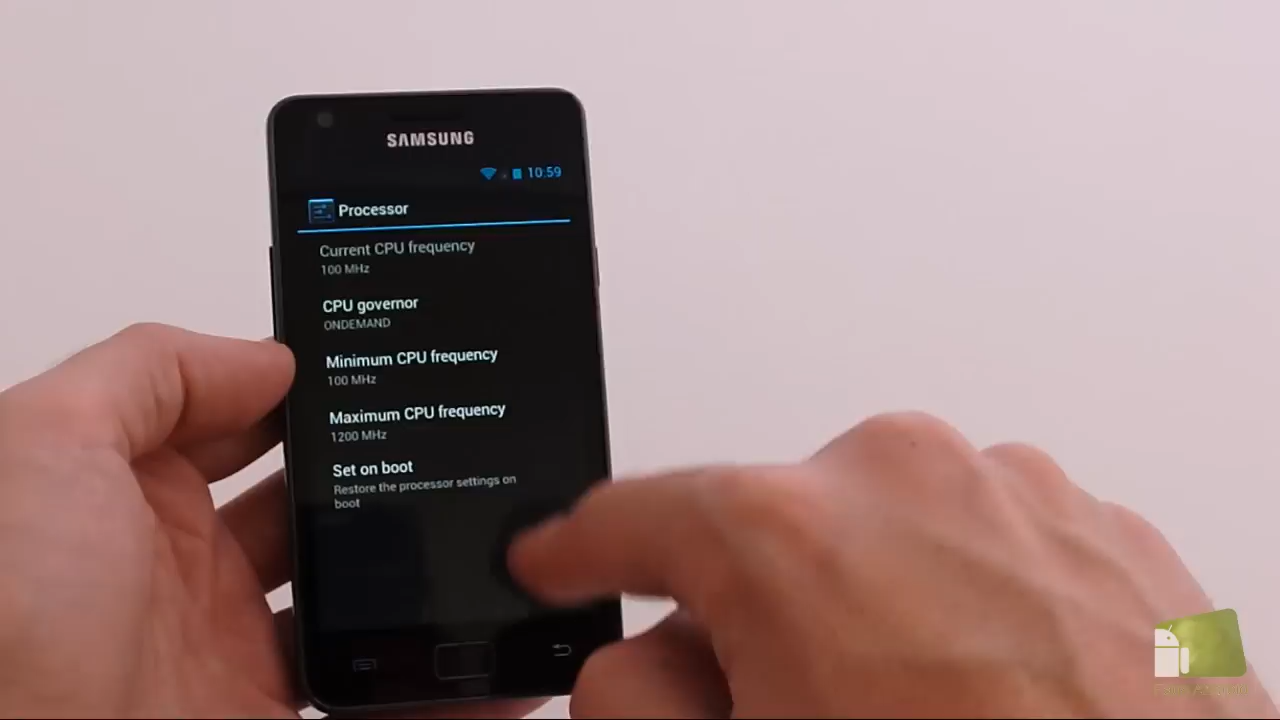 SAMSUNG
10:59
Processor
Current CPU frequency
100 MHz
CPU governor
ONDEMAND
Minimum CPU frequency
100 MHz
Maximum CPU frequency
1200 MHz
Set on boot
Restore the processor settings on
boot